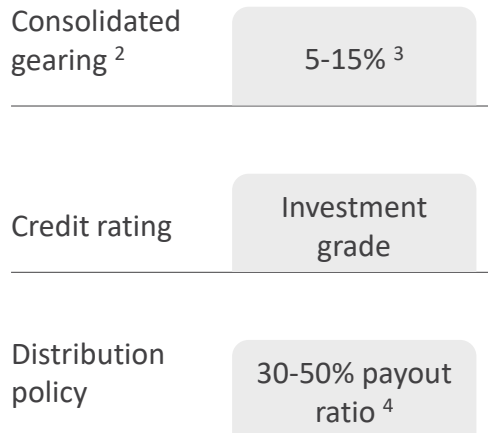 Consolidated
gearing ²
5-15% ³
Credit rating
Investment
grade
Distribution
policy
30-50% payout
ratio ⁴